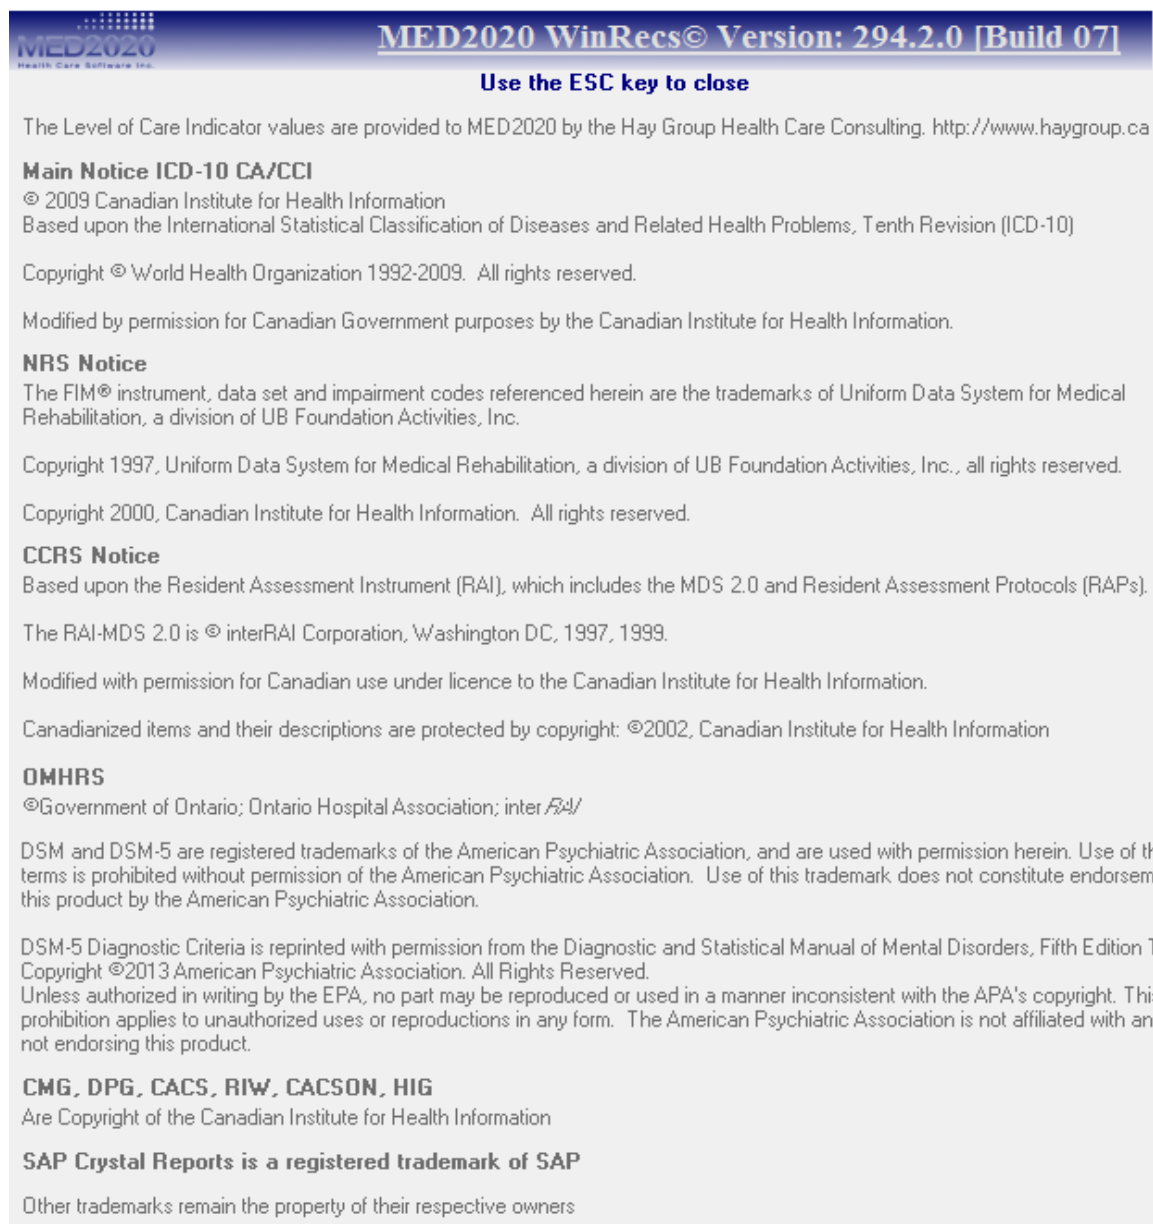 MED2020
Health Care Software Inc.
MED2020 WinRecs© Version: 294.2.0 [Build 07]
Use the ESC key to close
The Level of Care Indicator values are provided to MED2020 by the Hay Group Health Care Consulting. http://www.haygroup.ca
Main Notice ICD-10 CA/CCI
© 2009 Canadian Institute for Health Information
Based upon the International Statistical Classification of Diseases and Related Health Problems, Tenth Revision (ICD-10)
Copyright © World Health Organization 1992-2009.  All rights reserved.
Modified by permission for Canadian Government purposes by the Canadian Institute for Health Information.
NRS Notice
The FIM® instrument, data set and impairment codes referenced herein are the trademarks of Uniform Data System for Medical
Rehabilitation, a division of UB Foundation Activities, Inc.
Copyright 1997, Uniform Data System for Medical Rehabilitation, a division of UB Foundation Activities, Inc., all rights reserved.
Copyright 2000, Canadian Institute for Health Information.  All rights reserved.
CCRS Notice
Based upon the Resident Assessment Instrument (RAI), which includes the MDS 2.0 and Resident Assessment Protocols (RAPs).
The RAI-MDS 2.0 is © interRAI Corporation, Washington DC, 1997, 1999.
Modified with permission for Canadian use under licence to the Canadian Institute for Health Information.
Canadianized items and their descriptions are protected by copyright: ©2002, Canadian Institute for Health Information
OMHRS
©Government of Ontario; Ontario Hospital Association; inter RAI
DSM and DSM-5 are registered trademarks of the American Psychiatric Association, and are used with permission herein. Use of th
terms is prohibited without permission of the American Psychiatric Association.  Use of this trademark does not constitute endorsem
this product by the American Psychiatric Association.
DSM-5 Diagnostic Criteria is reprinted with permission from the Diagnostic and Statistical Manual of Mental Disorders, Fifth Edition T
Copyright ©2013 American Psychiatric Association. All Rights Reserved.
Unless authorized in writing by the EPA, no part may be reproduced or used in a manner inconsistent with the APA's copyright. This
prohibition applies to unauthorized uses or reproductions in any form.  The American Psychiatric Association is not affiliated with an
not endorsing this product.
CMG, DPG, CACS, RIW, CACSON, HIG
Are Copyright of the Canadian Institute for Health Information
SAP Crystal Reports is a registered trademark of SAP
Other trademarks remain the property of their respective owners